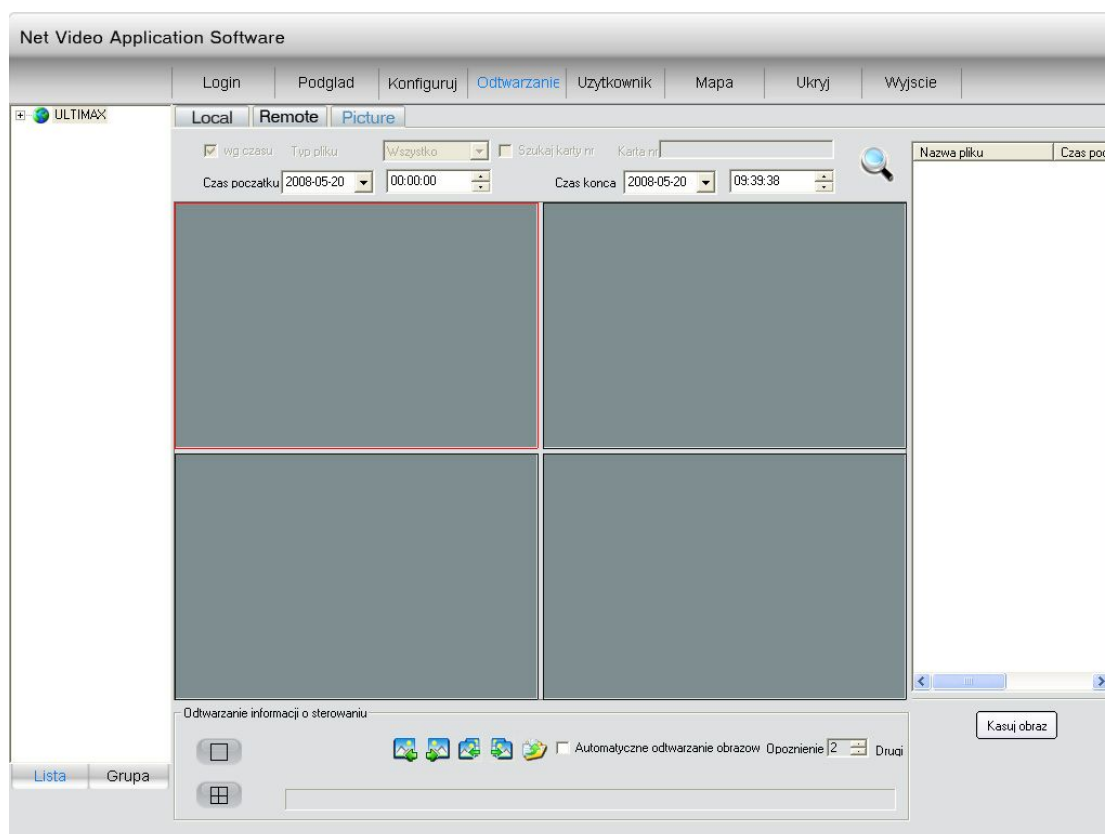 Net Video Application Software
Login Podglad Konfiguruj Odtwarzanie Uzytkownik Mapa Ukryj Wyjscie
ULTIMAX
Local Remote Picture
wg czasu Typ pliku Wszystko Szukaj karty nr Karta nr
Nazwa pliku Czas poc
Czas poczatku 2008-05-20 00:00:00 Czas konca 2008-05-20 09:39:38
Odtwarzanie informacji o sterowaniu
Kasuj obraz
Automatyczne odtwarzanie obrazow Opoznienie 2 Drugi
Lista Grupa